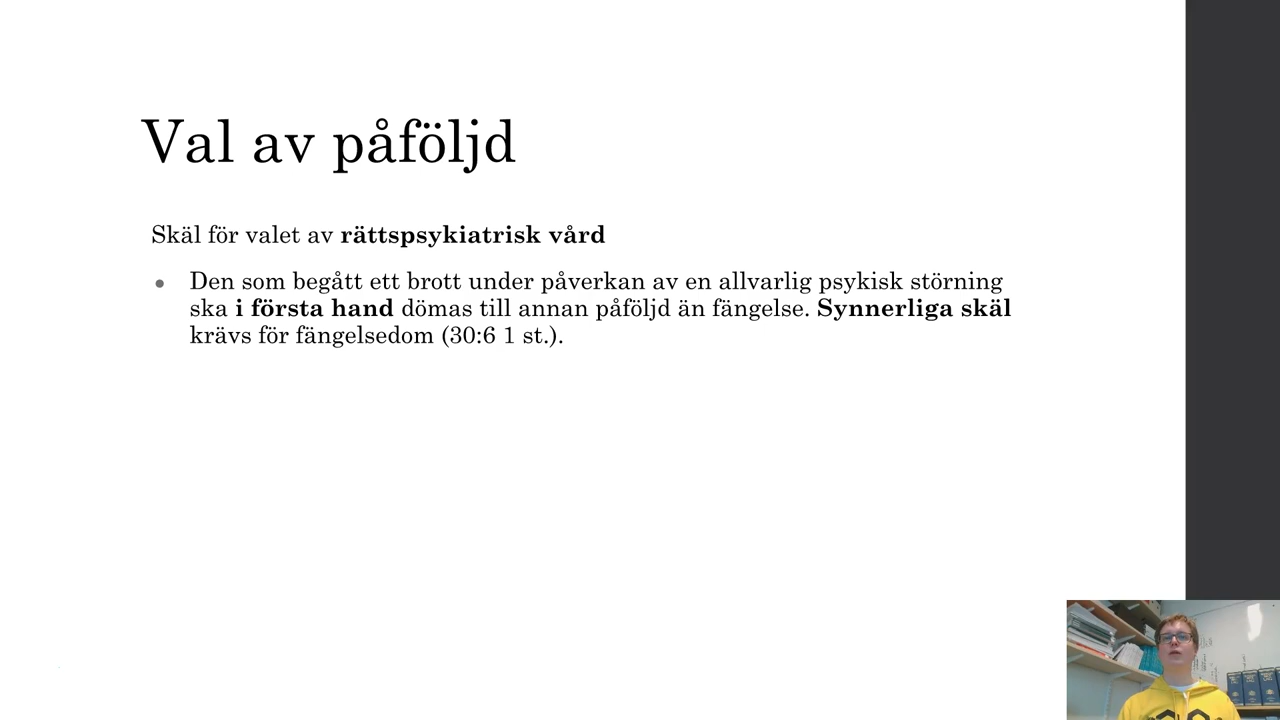 Val av påföljd
Skäl för valet av rättspsykiatrisk vård
Den som begått ett brott under påverkan av en allvarlig psykisk störning
ska i första hand dömas till annan påföljd än fängelse. Synnerliga skäl
krävs för fängelsedom (30:6 1 st.).